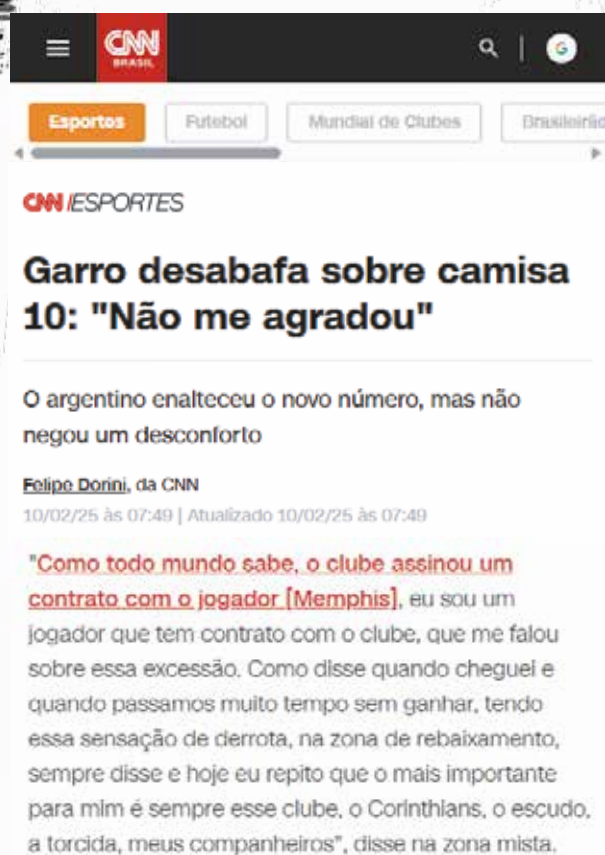 CNN
BRASIL
G
Esportes Futebol Mundial de Clubes
CNN/ESPORTES
Garro desabafa sobre camisa
10: "Não me agradou"
O argentino enalteceu o novo número, mas não
negou um desconforto
Felipe Dorini, da CNN
10/02/25 às 07:49 | Atualizado 10/02/25 às 07:49
"Como todo mundo sabe, o clube assinou um
contrato com o jogador [Memphis], eu sou um
jogador que tem contrato com o clube, que me falou
sobre essa excessão. Como disse quando cheguei e
quando passamos muito tempo sem ganhar, tendo
essa sensação de derrota, na zona de rebaixamento,
sempre disse e hoje eu repito que o mais importante
para mim é sempre esse clube, o Corinthians, o escudo,
a torcida, meus companheiros", disse na zona mista.